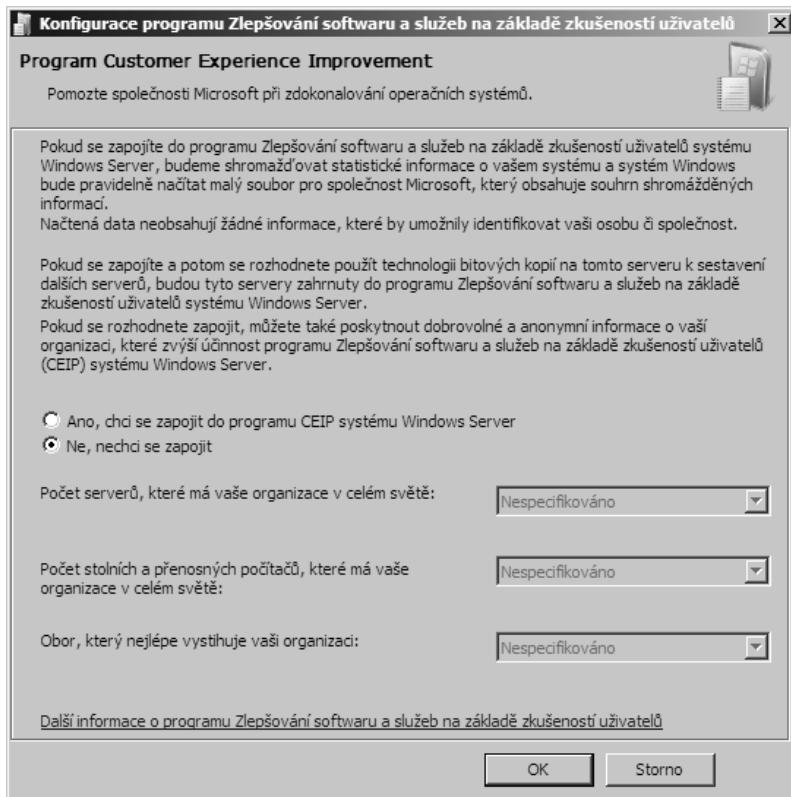 Konfigurace programu Zlepšování softwaru a služeb na základě zkušeností uživatelů
Program Customer Experience Improvement
Pomozte společnosti Microsoft při zdokonalování operačních systémů.
Pokud se zapojíte do programu Zlepšování softwaru a služeb na základě zkušeností uživatelů systému
Windows Server, budeme shromažďovat statistické informace o vašem systému a systém Windows
bude pravidelně načítat malý soubor pro společnost Microsoft, který obsahuje souhrn shromážděných
informací.
Načtená data neobsahují žádné informace, které by umožnily identifikovat vaši osobu či společnost.
Pokud se zapojíte a potom se rozhodnete použít technologii bitových kopií na tomto serveru k sestavení
dalších serverů, budou tyto servery zahrnuty do programu Zlepšování softwaru a služeb na základě
zkušeností uživatelů systému Windows Server.
Pokud se rozhodnete zapojit, můžete také poskytnout dobrovolné a anonymní informace o vaší
organizaci, které zvýší účinnost programu Zlepšování softwaru a služeb na základě zkušeností uživatelů
(CEIP) systému Windows Server.
Ano, chci se zapojit do programu CEIP systému Windows Server
Ne, nechci se zapojit
Počet serverů, které má vaše organizace v celém světě:
Nespecifikováno
Počet stolních a přenosných počítačů, které má vaše
organizace v celém světě:
Nespecifikováno
Obor, který nejlépe vystihuje vaši organizaci:
Nespecifikováno
Další informace o programu Zlepšování softwaru a služeb na základě zkušeností uživatelů
OK
Storno